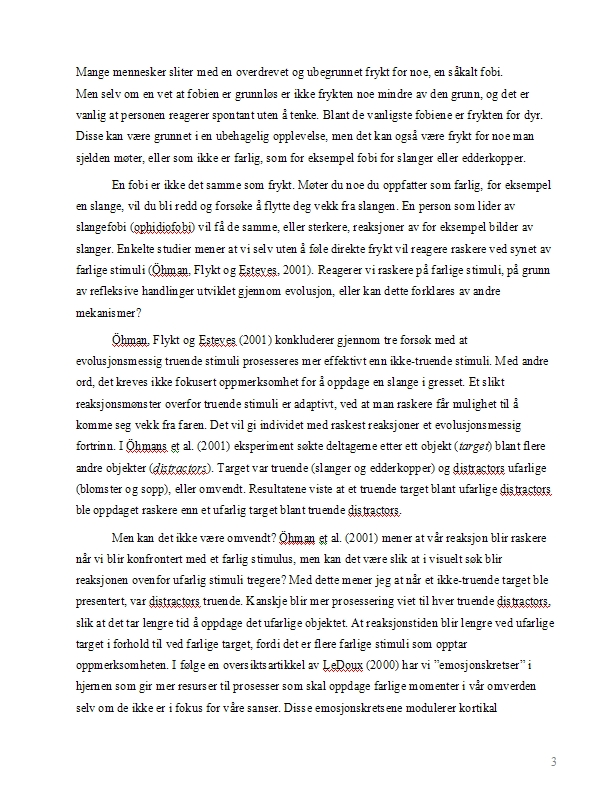 Mange mennesker sliter med en overdrevet og ubegrunnet frykt for noe, en såkalt fobi.
Men selv om en vet at fobien er grunnløs er ikke frykten noe mindre av den grunn, og det er
vanlig at personen reagerer spontant uten å tenke. Blant de vanligste fobiene er frykten for dyr.
Disse kan være grunnet i en ubehagelig opplevelse, men det kan også være frykt for noe man
sjelden møter, eller som ikke er farlig, som for eksempel fobi for slanger eller edderkopper.
En fobi er ikke det samme som frykt. Møter du noe du oppfatter som farlig, for eksempel
en slange, vil du bli redd og forsøke å flytte deg vekk fra slangen. En person som lider av
slangefobi (ophidiofobi) vil få de samme, eller sterkere, reaksjoner av for eksempel bilder av
slanger. Enkelte studier mener at vi selv uten å føle direkte frykt vil reagere raskere ved synet av
farlige stimuli (Öhman, Flykt og Esteves, 2001). Reagerer vi raskere på farlige stimuli, på grunn
av refleksive handlinger utviklet gjennom evolusjon, eller kan dette forklares av andre
mekanismer?
Öhman, Flykt og Esteves (2001) konkluderer gjennom tre forsøk med at
evolusjonsmessig truende stimuli prosesseres mer effektivt enn ikke-truende stimuli. Med andre
ord, det kreves ikke fokusert oppmerksomhet for å oppdage en slange i gresset. Et slikt
reaksjonsmønster overfor truende stimuli er adaptivt, ved at man raskere får mulighet til å
komme seg vekk fra faren. Det vil gi individet med raskest reaksjoner et evolusjonsmessig
fortrinn. I Öhmans et al. (2001) eksperiment søkte deltagerne etter ett objekt (target) blant flere
andre objekter (distractors). Target var truende (slanger og edderkopper) og distractors ufarlige
(blomster og sopp), eller omvendt. Resultatene viste at et truende target blant ufarlige distractors
ble oppdaget raskere enn et ufarlig target blant truende distractors.
Men kan det ikke være omvendt? Öhman et al. (2001) mener at vår reaksjon blir raskere
når vi blir konfrontert med et farlig stimulus, men kan det være slik at i visuelt søk blir
reaksjonen ovenfor ufarlig stimuli tregere? Med dette mener jeg at når et ikke-truende target ble
presentert, var distractors truende. Kanskje blir mer prosessering viet til hver truende distractors,
slik at det tar lengre tid å oppdage det ufarlige objektet. At reaksjonstiden blir lengre ved ufarlige
target i forhold til ved farlige target, fordi det er flere farlige stimuli som opptar
oppmerksomheten. I følge en oversiktsartikkel av LeDoux (2000) har vi ”emosjonskretser” i
hjernen som gir mer resurser til prosesser som skal oppdage farlige momenter i vår omverden
selv om de ikke er i fokus for våre sanser. Disse emosjonskretsene modulerer kortikal
3